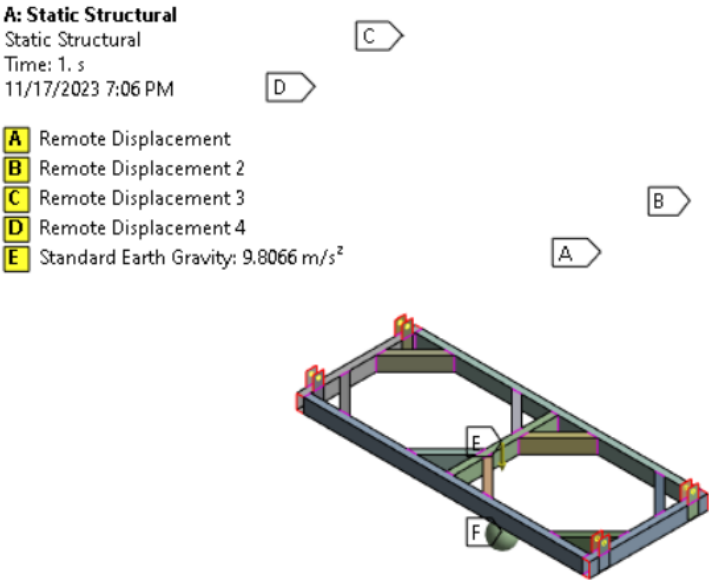 A: Static Structural
Static Structural
Time: 1. s
11/17/2023 7:06 PM
A Remote Displacement
B Remote Displacement 2
C Remote Displacement 3
D Remote Displacement 4
E Standard Earth Gravity: 9.8066 m/s²
C
D
B
A
E
F